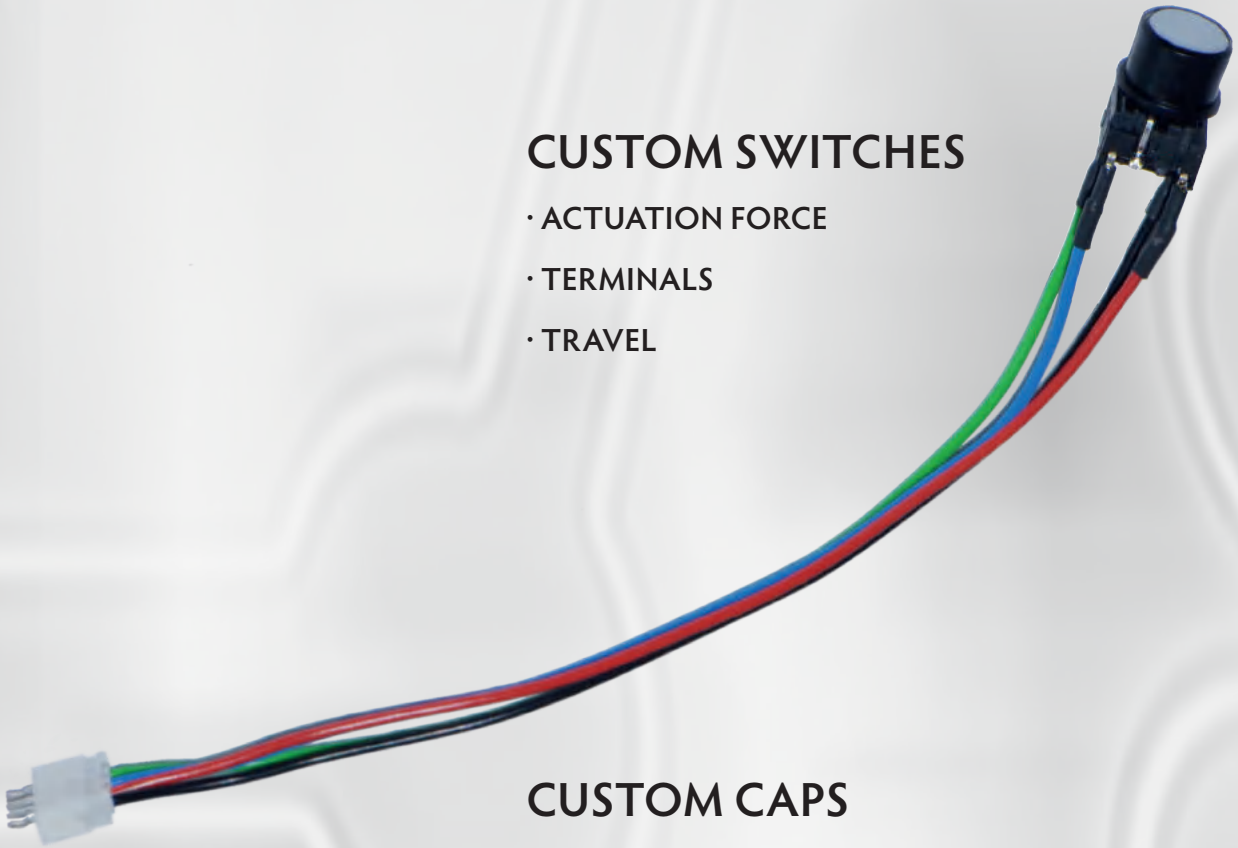 CUSTOM SWITCHES
· ACTUATION FORCE
· TERMINALS
· TRAVEL
CUSTOM CAPS